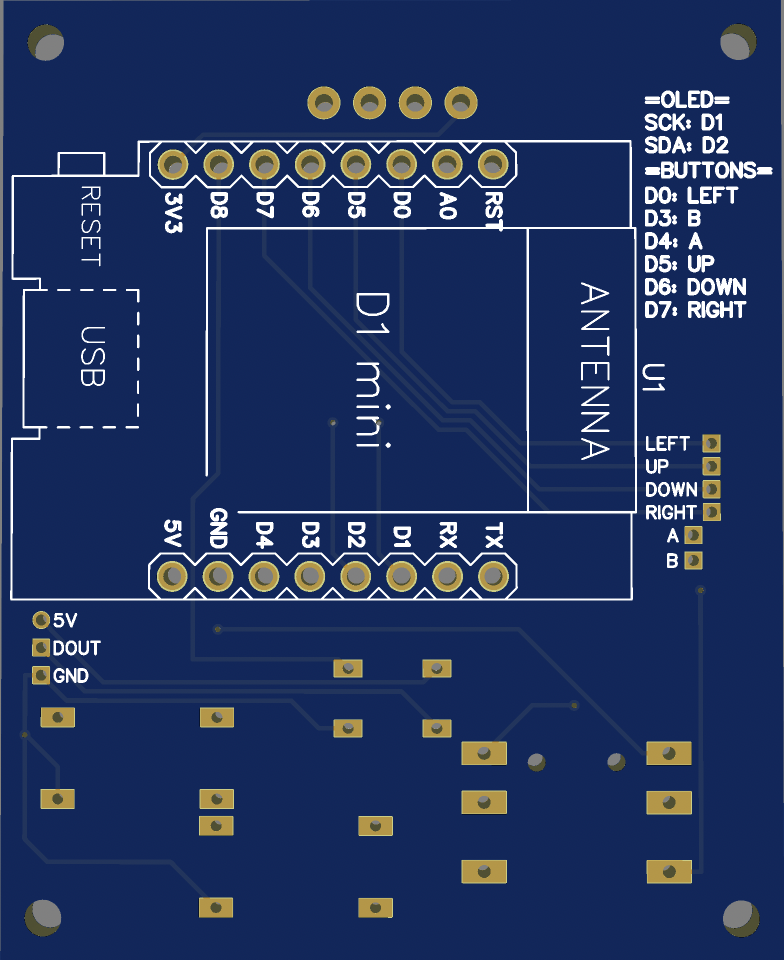 =OLED=
SCK: D1
SDA: D2
=BUTTONS=
D0: LEFT
D3: B
D4: A
D5: UP
D6: DOWN
D7: RIGHT
3V3 D8 D7 D6 D5 D0 A0 RST
RESET
USB
D1 mini
ANTENNA
U1
LEFT
UP
DOWN
RIGHT
A
B
5V GND D4 D3 D2 D1 RX TX
5V
DOUT
GND